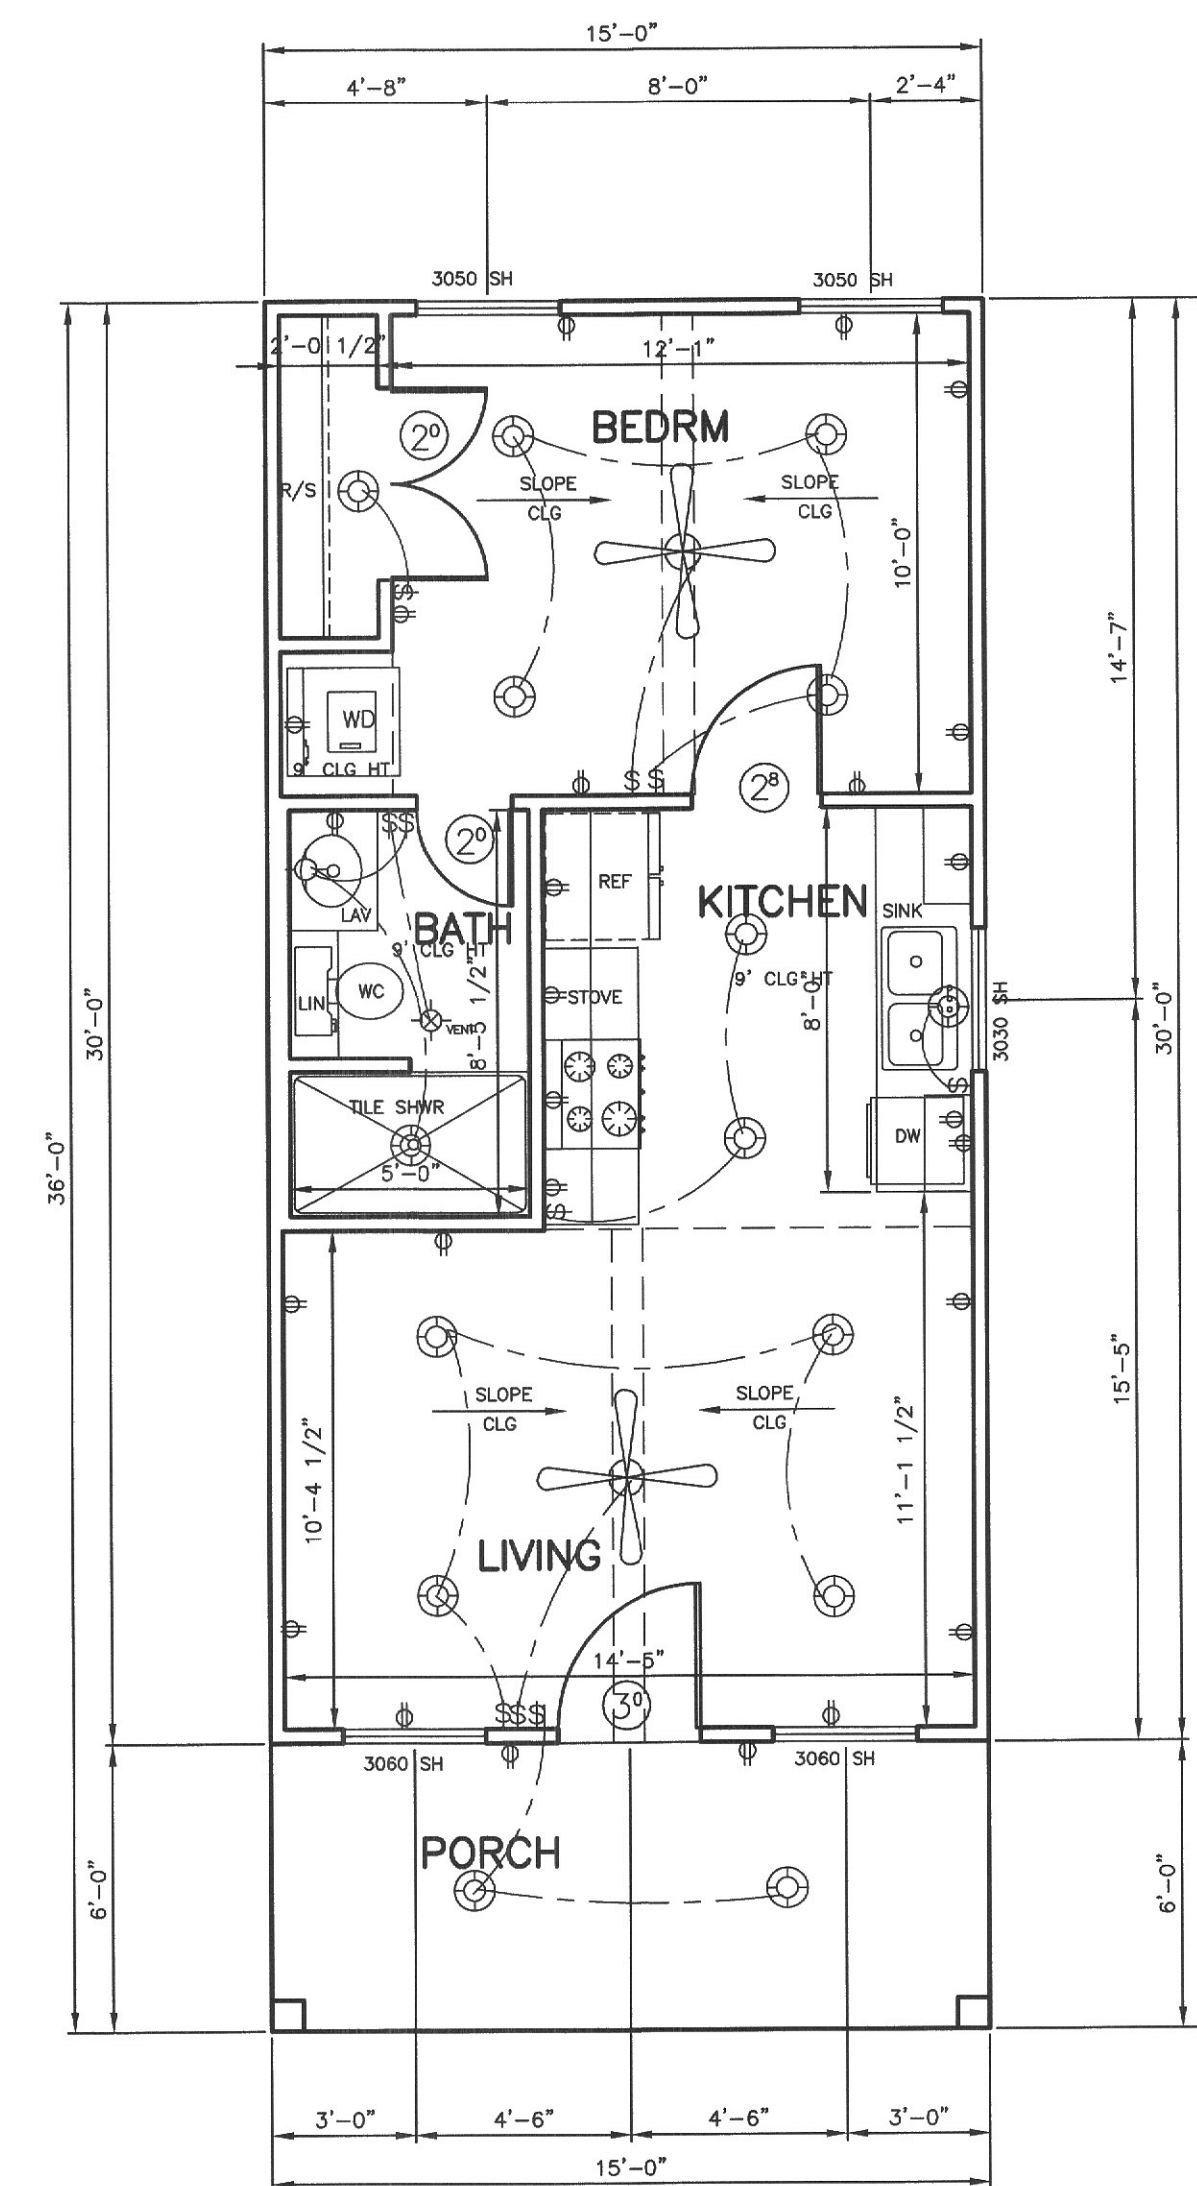 15'-0"
4'-8" 8'-0" 2'-4"
3050 SH 3050 SH
2'-0 1/2" 12'-1"
BEDRM
2⁰
R/S
SLOPE
CLG
SLOPE
CLG
10'-0"
14'-7"
WD
9' CLG HT
$
$ $
2⁸
2⁰
$$
LAV
BATH
9' CLG HT
REF
KITCHEN
SINK
9' CLG HT
LIN
WC
VENT
8'-5 1/2"
STOVE
8'-0"
3030 SH
30'-0"
30'-0"
$
TILE SHWR
5'-0"
DW
36'-0"
$
SLOPE
CLG
SLOPE
CLG
15'-5"
10'-4 1/2"
11'-1 1/2"
LIVING
14'-5"
3⁰
$$$
3060 SH 3060 SH
PORCH
6'-0" 6'-0"
3'-0" 4'-6" 4'-6" 3'-0"
15'-0"